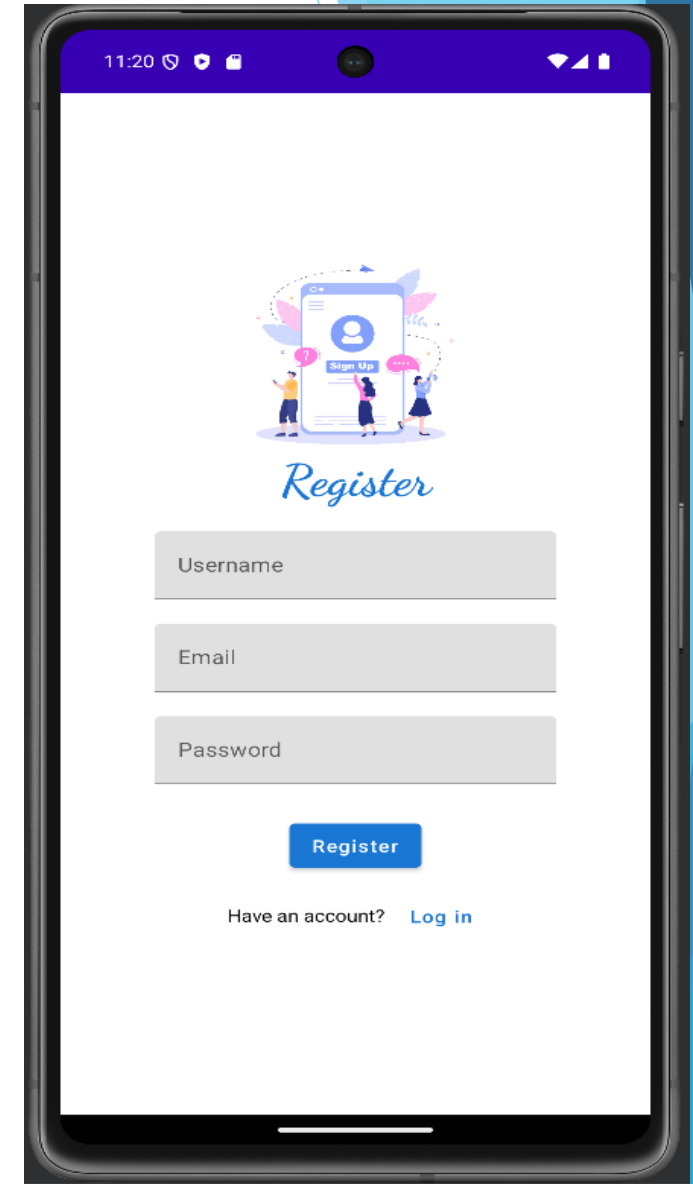 11:20
Sign Up
Register
Username
Email
Password
Register
Have an account? Log in